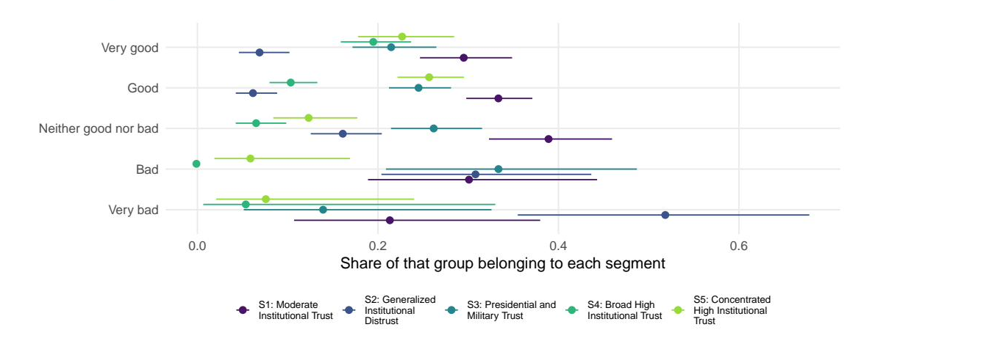 Very good
Good
Neither good nor bad
Bad
Very bad
0.0 0.2 0.4 0.6
Share of that group belonging to each segment
S1: Moderate
Institutional Trust
S2: Generalized
Institutional
Distrust
S3: Presidential and
Military Trust
S4: Broad High
Institutional Trust
S5: Concentrated
High Institutional
Trust